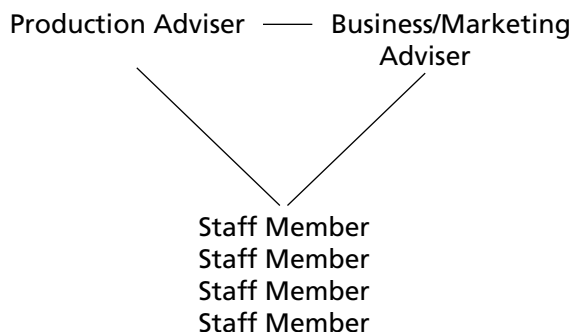 Production Adviser
Business/Marketing
Adviser
Staff Member
Staff Member
Staff Member
Staff Member